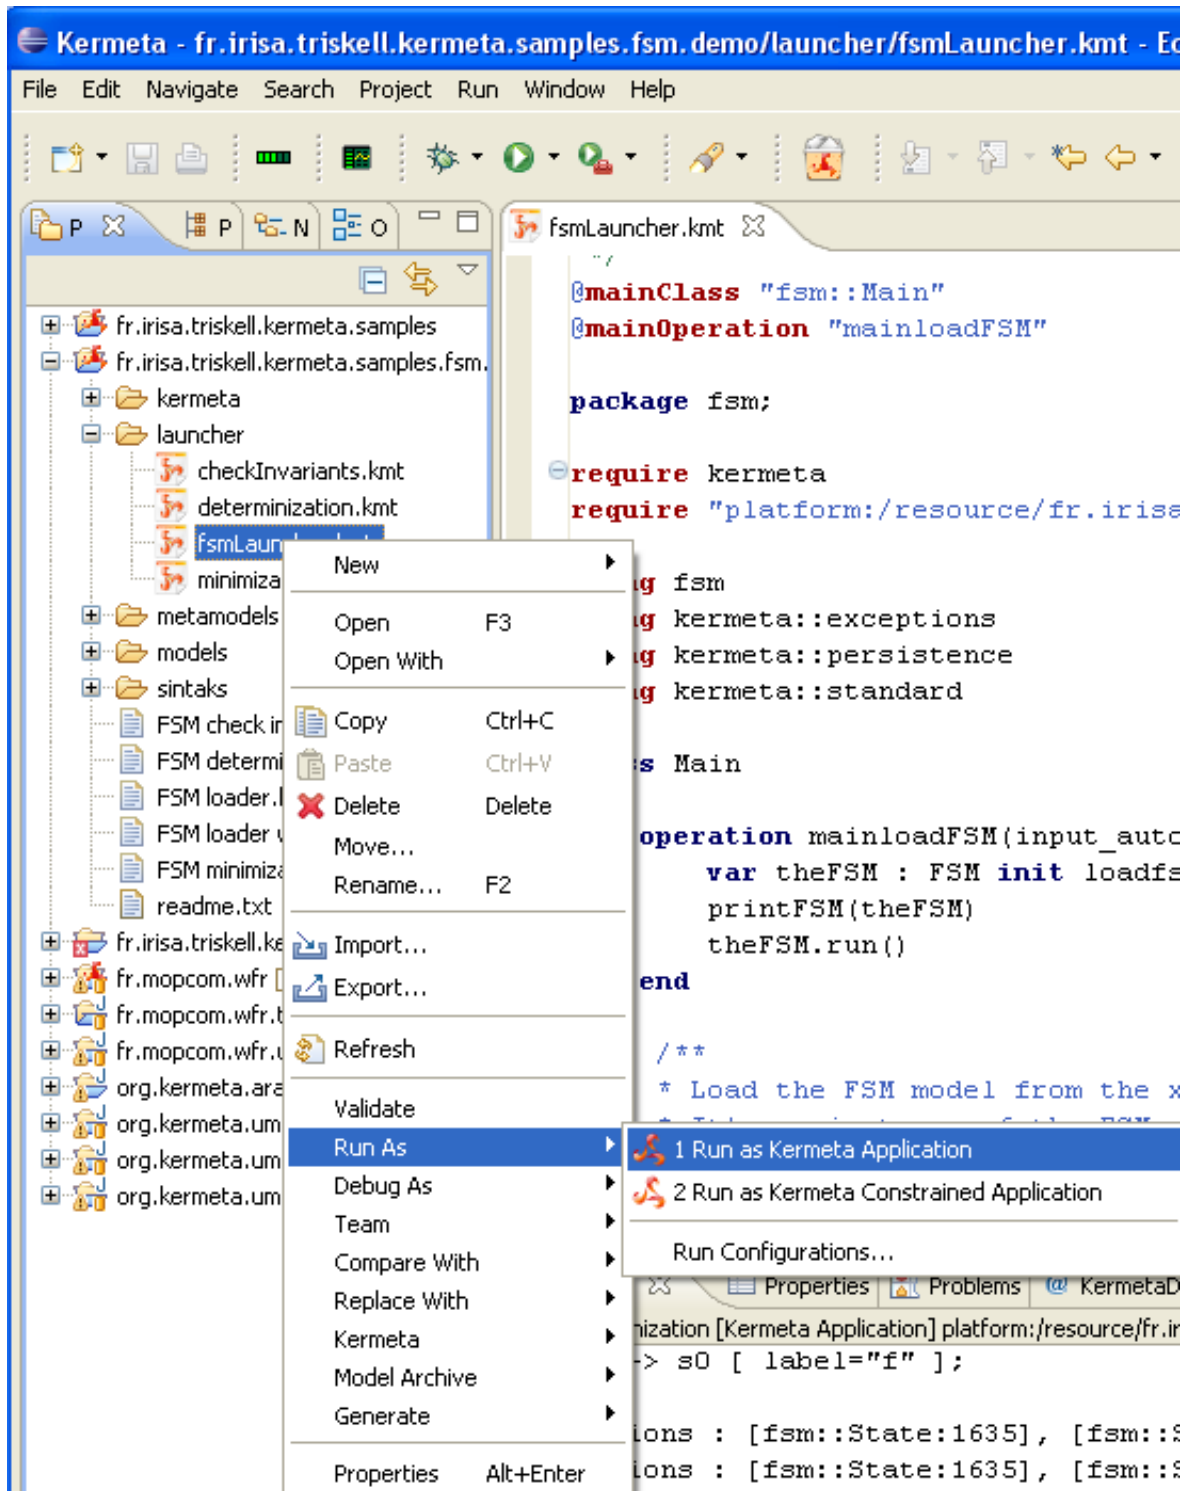 Kermeta - fr.irisa.triskell.kermeta.samples.fsm.demo/launcher/fsmLauncher.kmt - Ec
File Edit Navigate Search Project Run Window Help
P P N O
fsmLauncher.kmt
*/
@mainClass "fsm::Main"
@mainOperation "mainloadFSM"
package fsm;
require kermeta
require "platform:/resource/fr.irisa
g fsm
g kermeta::exceptions
g kermeta::persistence
g kermeta::standard
s Main
operation mainloadFSM(input_auto
var theFSM : FSM init loadfs
printFSM(theFSM)
theFSM.run()
end
/**
* Load the FSM model from the x
fr.irisa.triskell.kermeta.samples
fr.irisa.triskell.kermeta.samples.fsm.
kermeta
launcher
checkInvariants.kmt
determinization.kmt
fsmLaun
minimiza
metamodels
models
sintaks
FSM check in
FSM determi
FSM loader.
FSM loader
FSM minimiza
readme.txt
fr.irisa.triskell.ke
fr.mopcom.wfr [
fr.mopcom.wfr.t
fr.mopcom.wfr.u
org.kermeta.ara
org.kermeta.um
org.kermeta.um
org.kermeta.um
New
Open F3
Open With
Copy Ctrl+C
Paste Ctrl+V
Delete Delete
Move...
Rename... F2
Import...
Export...
Refresh
Validate
Run As
Debug As
Team
Compare With
Replace With
Kermeta
Model Archive
Generate
Properties Alt+Enter
1 Run as Kermeta Application
2 Run as Kermeta Constrained Application
Run Configurations...
Properties Problems @ KermetaD
nization [Kermeta Application] platform:/resource/fr.ir
-> s0 [ label="f" ];
ions : [fsm::State:1635], [fsm::S
ions : [fsm::State:1635], [fsm::S